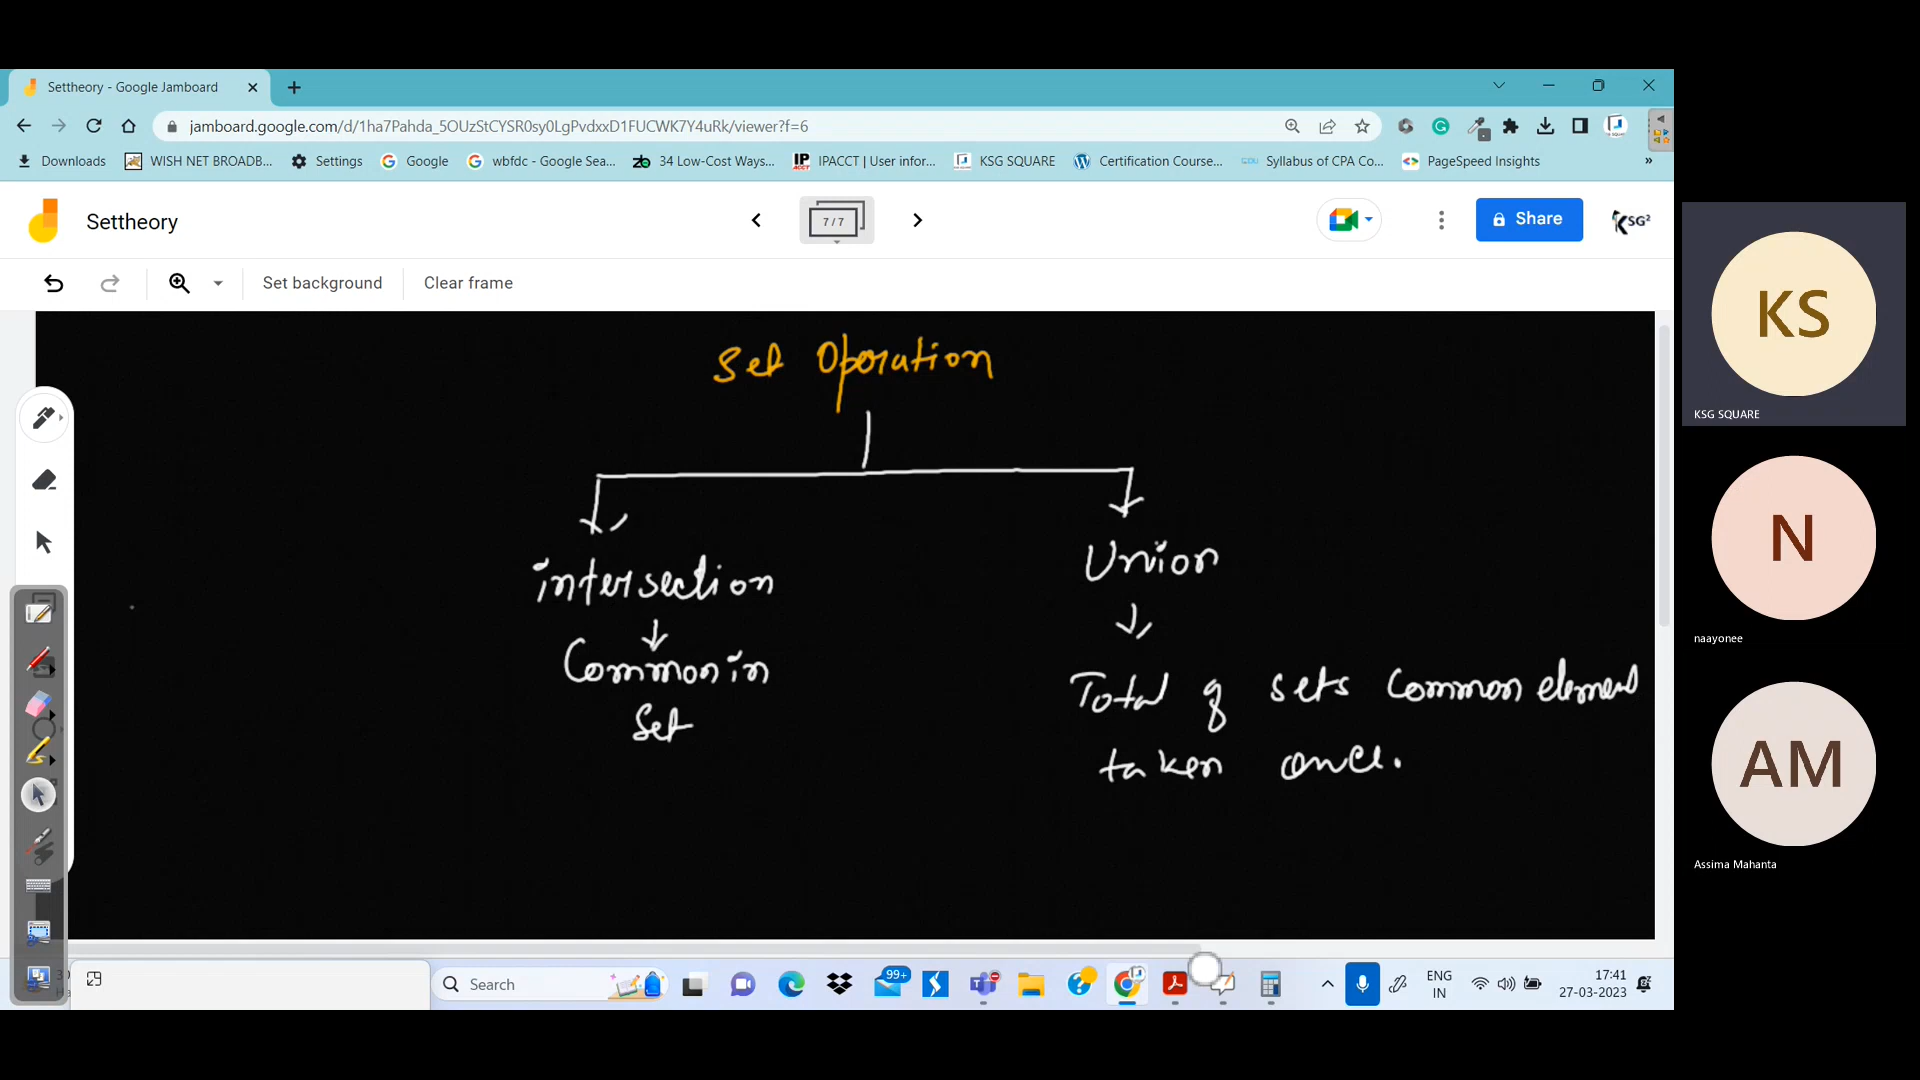 Settheory - Google Jamboard
jamboard.google.com/d/1ha7Pahda_5OUzStCYSR0sy0LgPvdxxD1FUCWK7Y4uRk/viewer?f=6
Downloads WISH NET BROADB... Settings Google wbfdc - Google Sea... 34 Low-Cost Ways... IPACCT | User infor... KSG SQUARE Certification Course... Syllabus of CPA Co... PageSpeed Insights »
Settheory 7 / 7 Share KSG²
Set background Clear frame
Set Operation
intersection Union
Common in
Set
Total of sets Common element
taken once.
KS
KSG SQUARE
N
naayonee
AM
Assima Mahanta
Search 99+ ENG
IN
17:41
27-03-2023